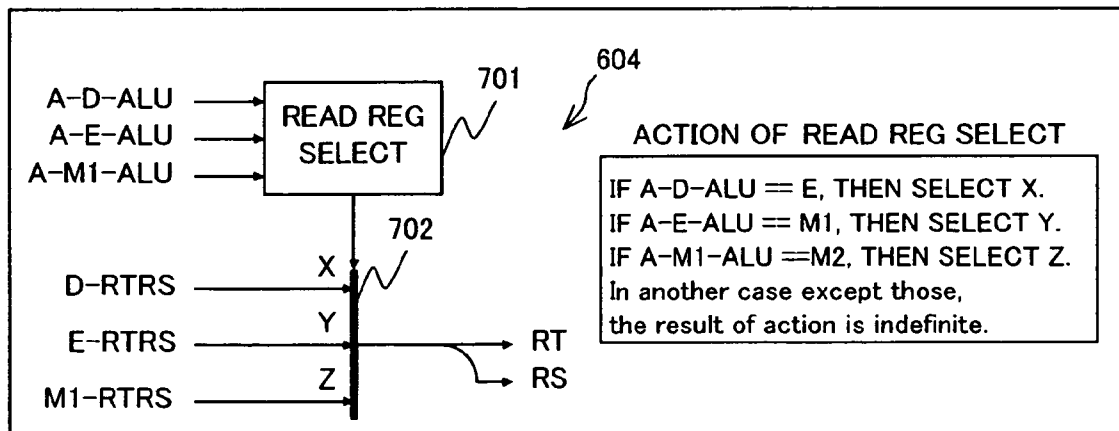 701
604
A-D-ALU
A-E-ALU
A-M1-ALU
READ REG
SELECT
ACTION OF READ REG SELECT
IF A-D-ALU == E, THEN SELECT X.
IF A-E-ALU == M1, THEN SELECT Y.
IF A-M1-ALU ==M2, THEN SELECT Z.
In another case except those,
the result of action is indefinite.
702
X
D-RTRS
Y
E-RTRS
RT
Z
RS
M1-RTRS